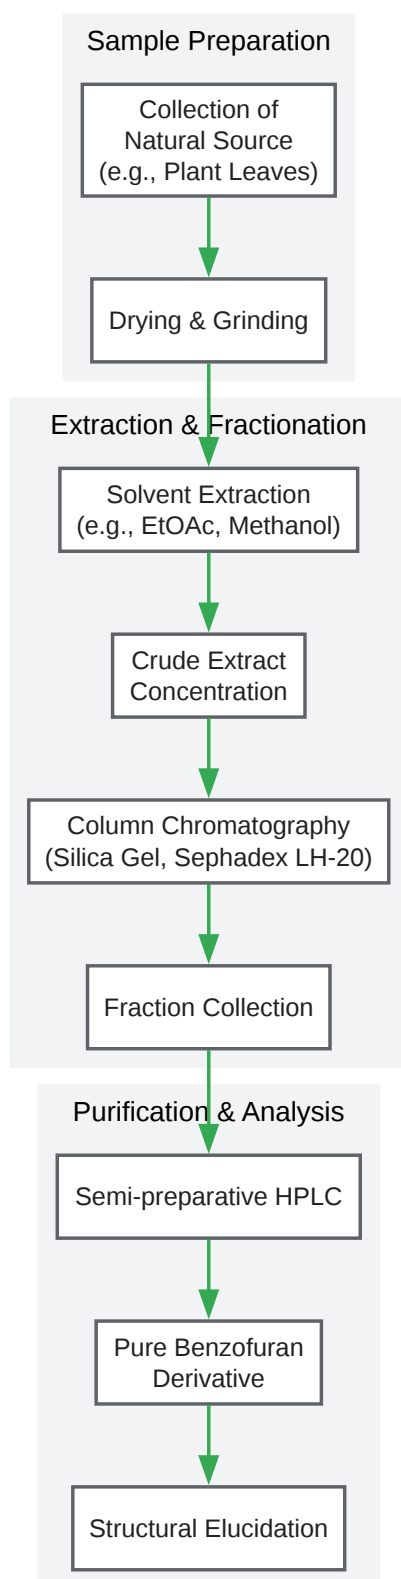 Sample Preparation
Collection of
Natural Source
(e.g., Plant Leaves)
Drying & Grinding
Extraction & Fractionation
Solvent Extraction
(e.g., EtOAc, Methanol)
Crude Extract
Concentration
Column Chromatography
(Silica Gel, Sephadex LH-20)
Fraction Collection
Purification & Analysis
Semi-preparative HPLC
Pure Benzofuran
Derivative
Structural Elucidation